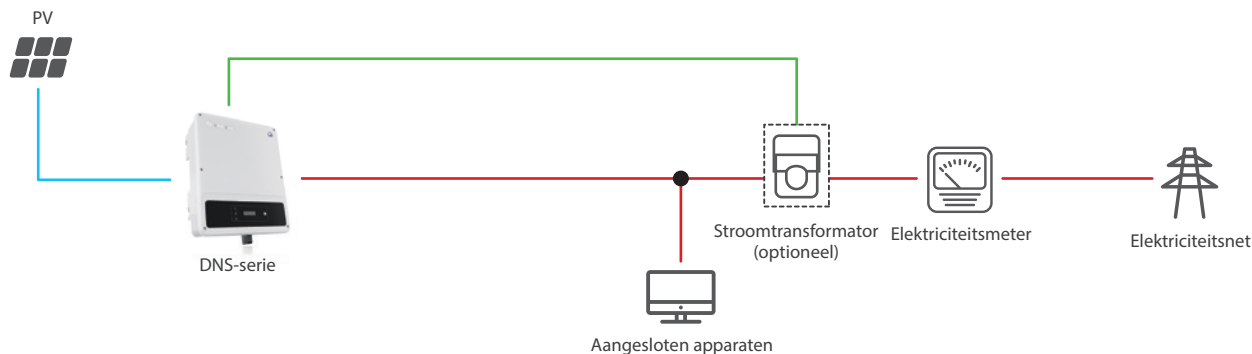 PV
DNS-serie
Stroomtransformator
(optioneel)
Elektriciteitsmeter
Elektriciteitsnet
Aangesloten apparaten